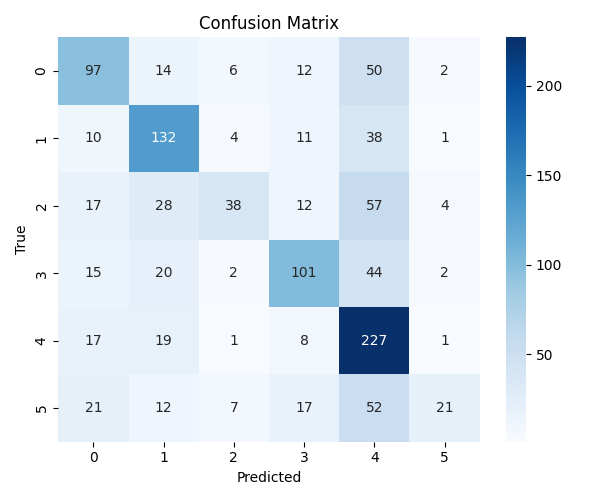 Confusion Matrix
True
0 97 14 6 12 50 2
1 10 132 4 11 38 1
2 17 28 38 12 57 4
3 15 20 2 101 44 2
4 17 19 1 8 227 1
5 21 12 7 17 52 21
0 1 2 3 4 5
Predicted
200
150
100
50